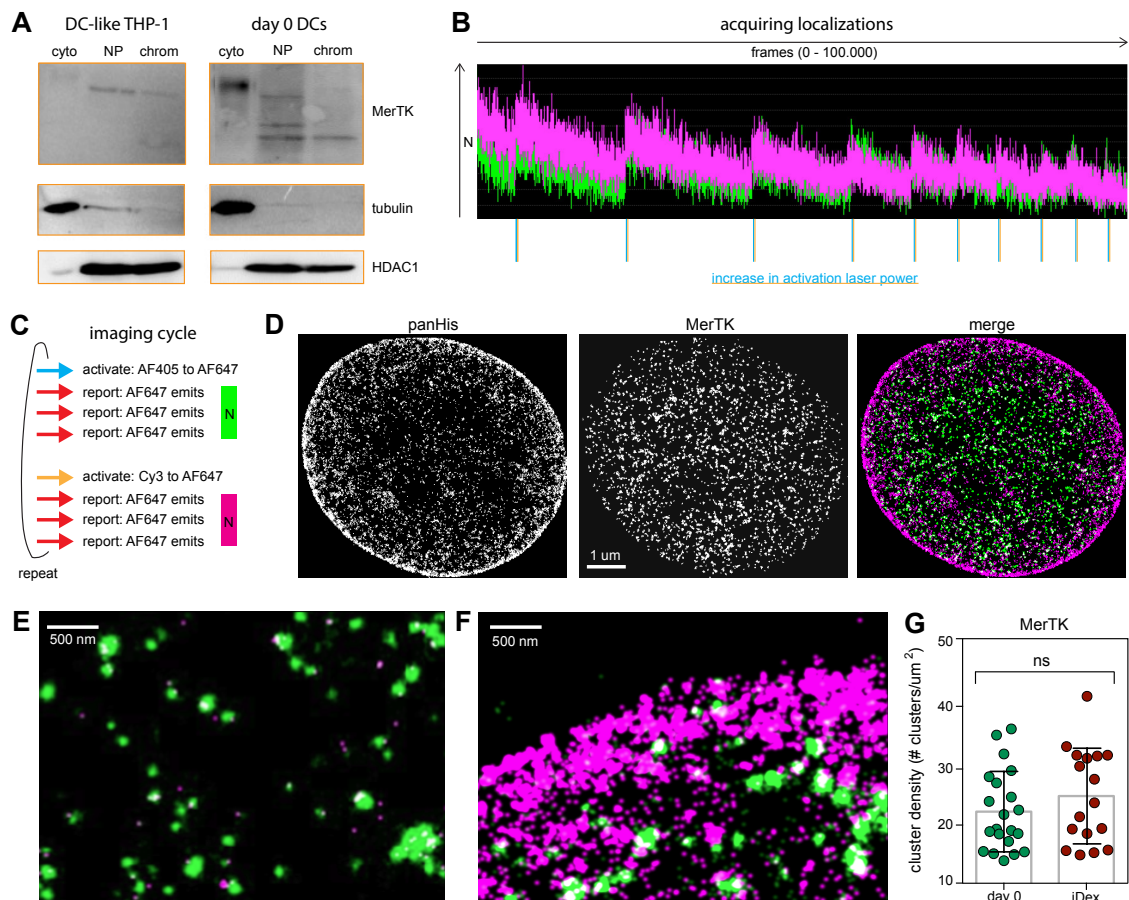 A
DC-like THP-1
day 0 DCs
cyto NP chrom
cyto NP chrom
MerTK
tubulin
HDAC1
B
acquiring localizations
frames (0 - 100.000)
N
increase in activation laser power
C
imaging cycle
activate: AF405 to AF647
report: AF647 emits
report: AF647 emits
N
report: AF647 emits
activate: Cy3 to AF647
report: AF647 emits
report: AF647 emits
N
report: AF647 emits
repeat
D
panHis
MerTK
merge
1 um
E
500 nm
F
500 nm
G
MerTK
cluster density (# clusters/um²)
50
40
30
20
10
ns
day 0
iDex